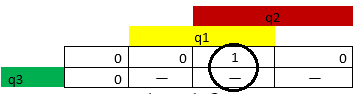 q2
q1
0 0 1 0
q3 0 — — —